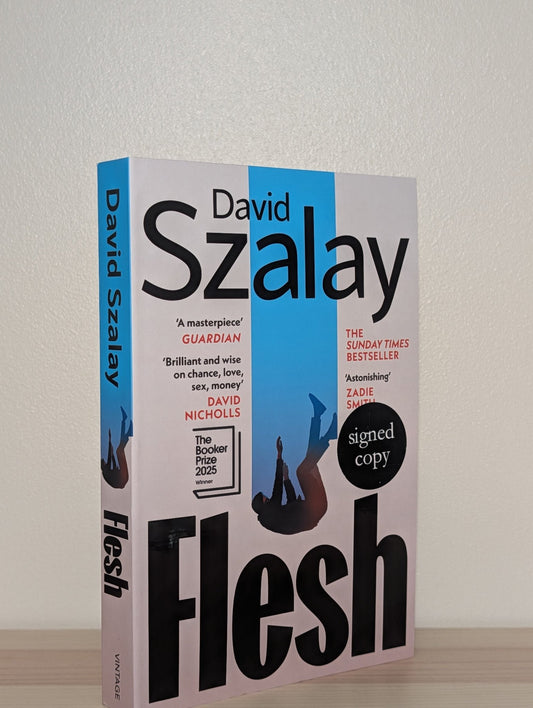 David Szalay
Flesh
VINTAGE
David
Szalay
'A masterpiece'
GUARDIAN
'Brilliant and wise
on chance, love,
sex, money'
DAVID
NICHOLLS
The
Booker
Prize
2025
Winner
THE
SUNDAY TIMES
BESTSELLER
'Astonishing'
ZADIE
SMITH
signed
copy
Flesh